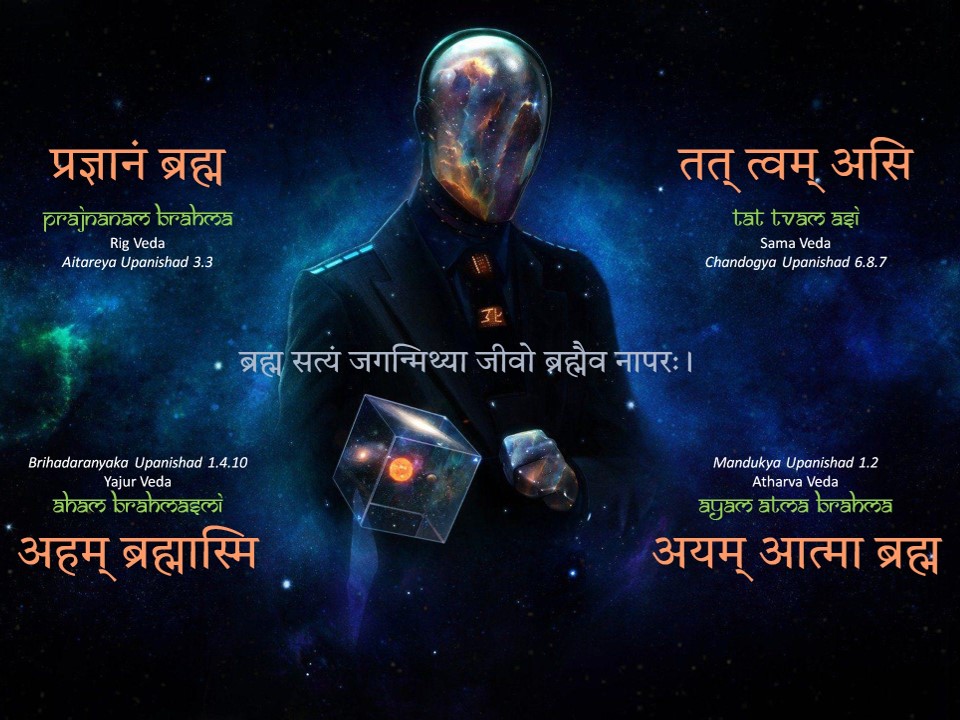 प्रज्ञानं ब्रह्म
prajnanam brahma
Rig Veda
Aitareya Upanishad 3.3
तत् त्वम् असि
tat tvam asi
Sama Veda
Chandogya Upanishad 6.8.7
ब्रह्म सत्यं जगन्मिथ्या जीवो ब्रह्मैव नापरः।
Brihadaranyaka Upanishad 1.4.10
Yajur Veda
aham brahmasmi
अहम् ब्रह्मास्मि
Mandukya Upanishad 1.2
Atharva Veda
ayam atma brahma
अयम् आत्मा ब्रह्म